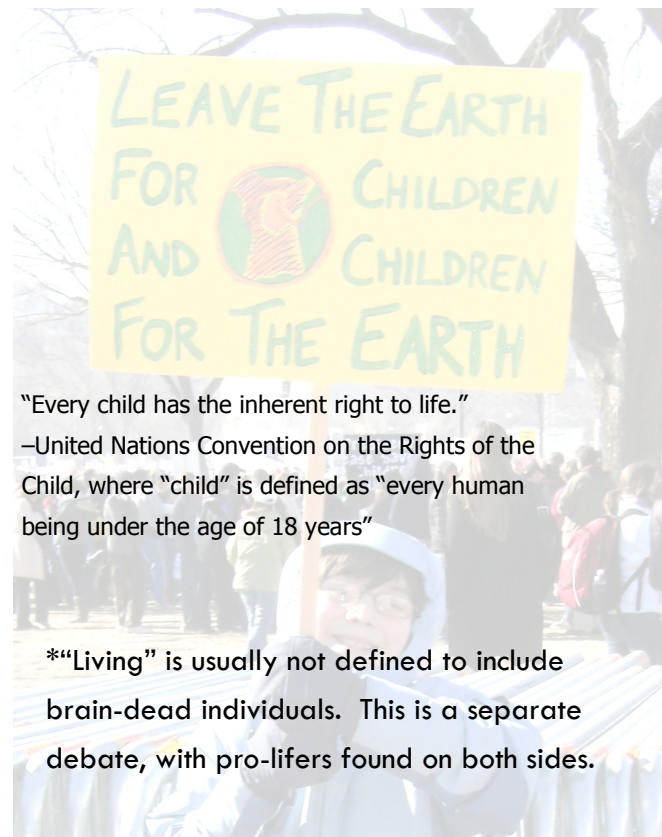 LEAVE THE EARTH
FOR CHILDREN
AND CHILDREN
FOR THE EARTH
“Every child has the inherent right to life.”
–United Nations Convention on the Rights of the
Child, where “child” is defined as “every human
being under the age of 18 years”
*“Living” is usually not defined to include
brain-dead individuals.  This is a separate
debate, with pro-lifers found on both sides.